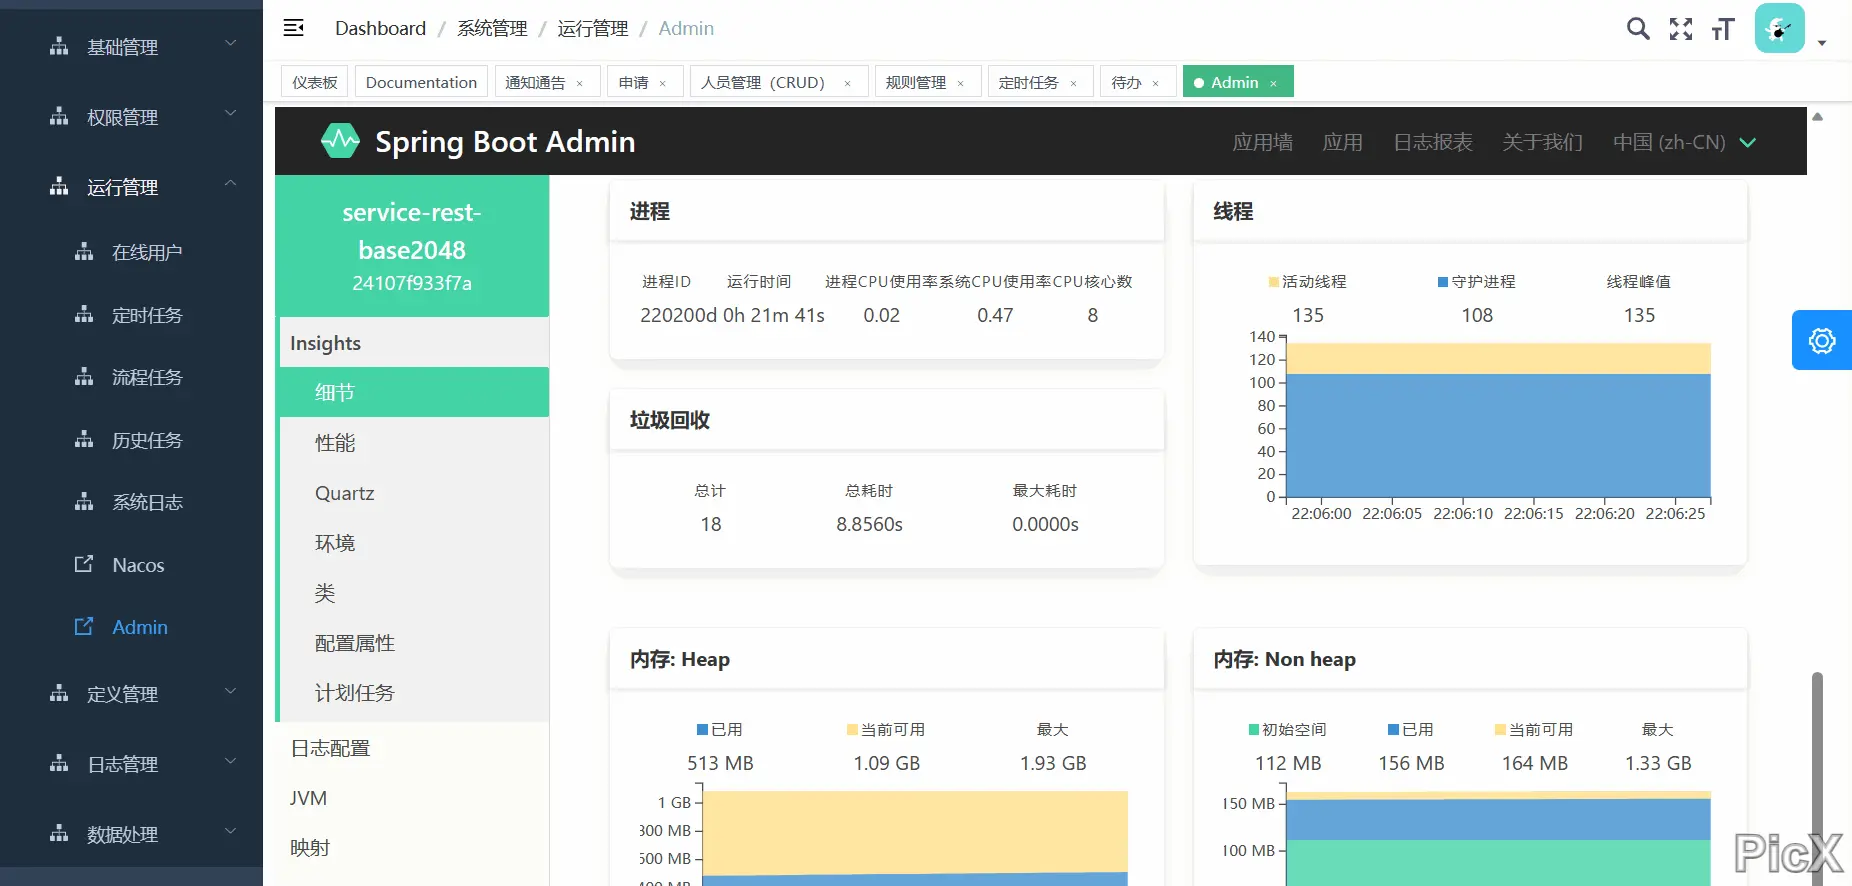 基础管理
权限管理
运行管理
在线用户
定时任务
流程任务
历史任务
系统日志
Nacos
Admin
定义管理
日志管理
数据处理
Dashboard / 系统管理 / 运行管理 / Admin
仪表板 Documentation 通知通告 × 申请 × 人员管理（CRUD） × 规则管理 × 定时任务 × 待办 × Admin ×
Spring Boot Admin 应用墙 应用 日志报表 关于我们 中国 (zh-CN)
service-rest-
base2048
24107f933f7a
Insights
细节
性能
Quartz
环境
类
配置属性
计划任务
日志配置
JVM
映射
进程
进程ID 运行时间 进程CPU使用率系统CPU使用率CPU核心数
220200d 0h 21m 41s 0.02 0.47 8
垃圾回收
总计 总耗时 最大耗时
18 8.8560s 0.0000s
线程
活动线程 守护进程 线程峰值
135 108 135
140
120
100
80
60
40
20
0
22:06:00 22:06:05 22:06:10 22:06:15 22:06:20 22:06:25
内存: Heap
已用 当前可用 最大
513 MB 1.09 GB 1.93 GB
1 GB
800 MB
600 MB
400 MB
内存: Non heap
初始空间 已用 当前可用 最大
112 MB 156 MB 164 MB 1.33 GB
150 MB
100 MB
PicX